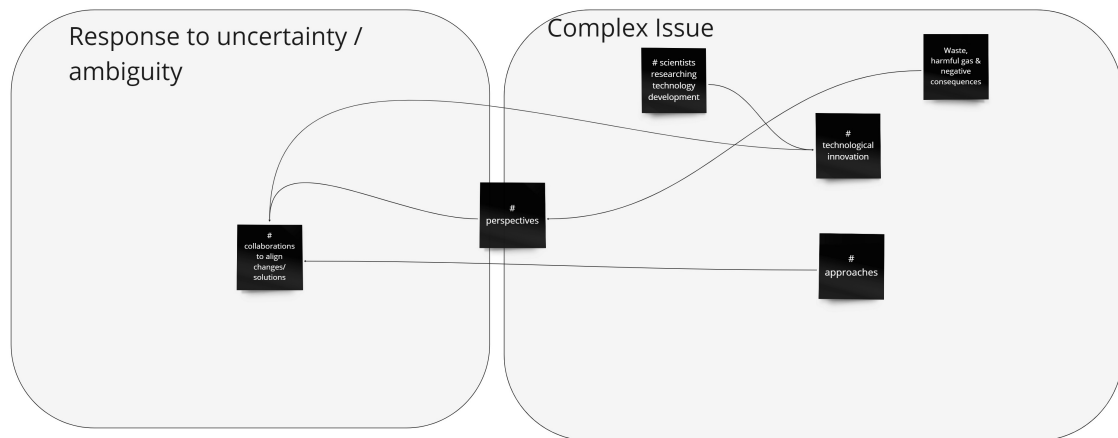 Response to uncertainty /
ambiguity
Complex Issue
# scientists
researching
technology
development
Waste,
harmful gas &
negative
consequences
#
technological
innovation
#
perspectives
#
collaborations
to align
changes/
solutions
#
approaches